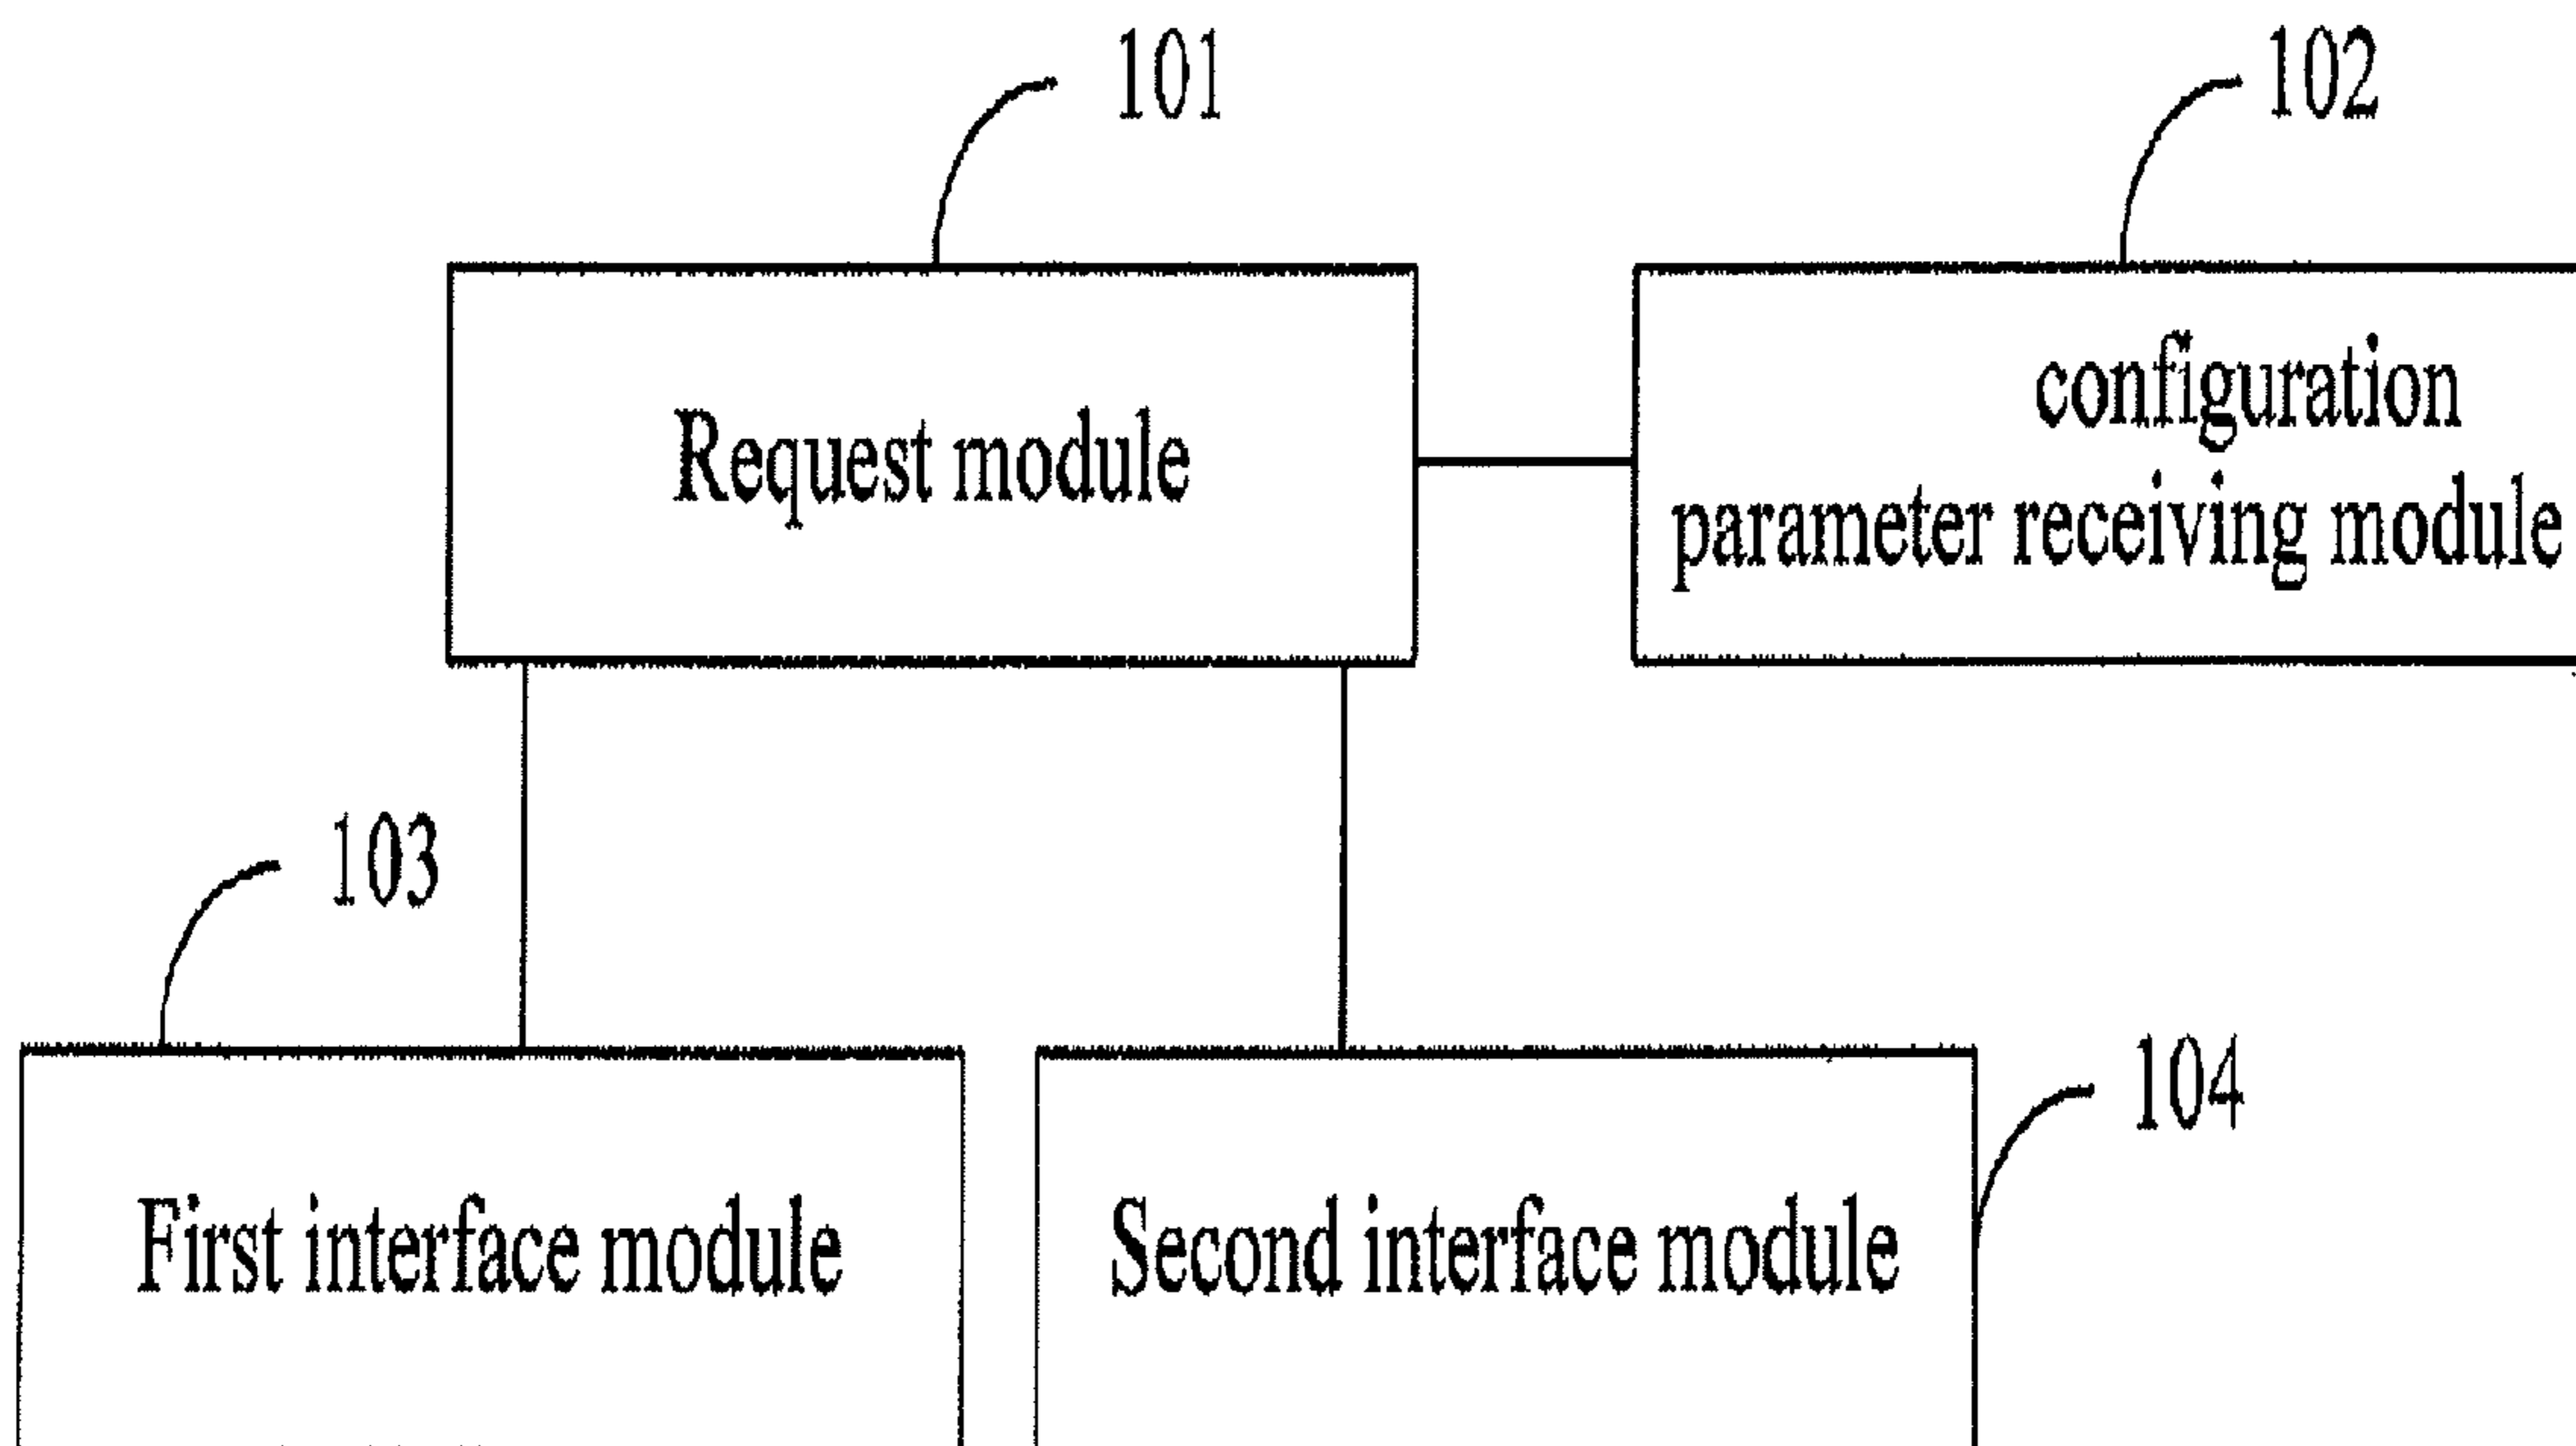 101
102
Request module
configuration
parameter receiving module
103
104
First interface module
Second interface module